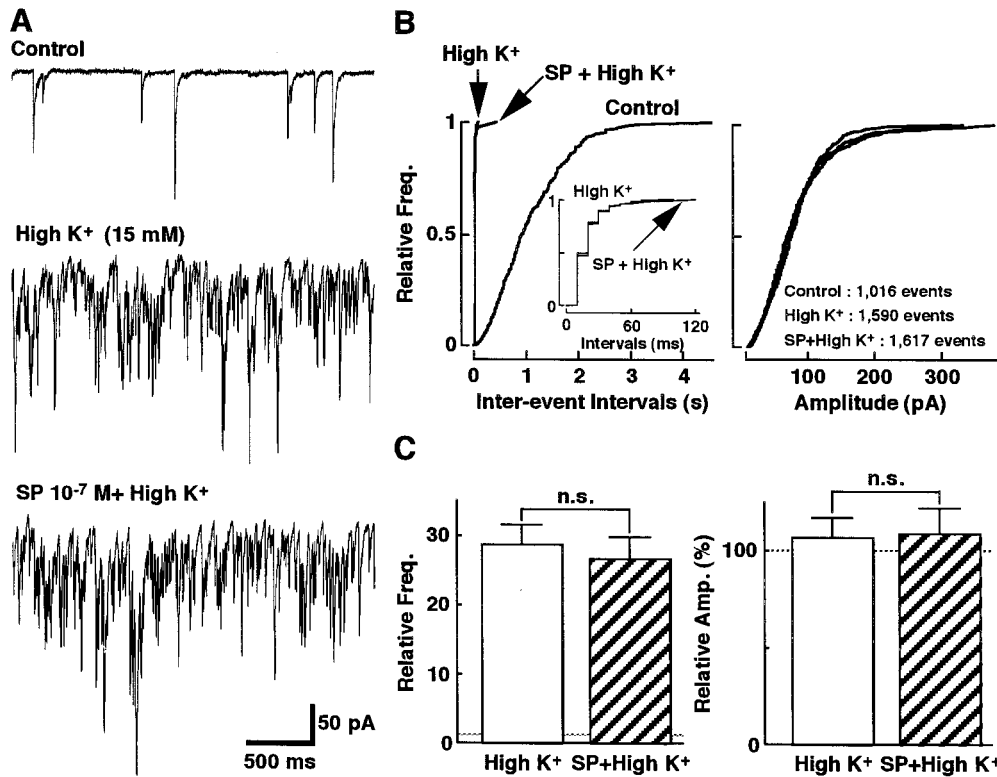 A
Control
High K+ (15 mM)
SP 10-7 M+ High K+
50 pA
500 ms
B
High K+
SP + High K+
Control
Relative Freq.
1
0.5
0
0 1 2 3 4
Inter-event Intervals (s)
High K+
1
SP + High K+
0
0 60 120
Intervals (ms)
Control : 1,016 events
High K+ : 1,590 events
SP+High K+ : 1,617 events
100 200 300
Amplitude (pA)
C
n.s.
Relative Freq.
30
20
10
0
High K+ SP+High K+
n.s.
Relative Amp. (%)
100
0
High K+ SP+High K+